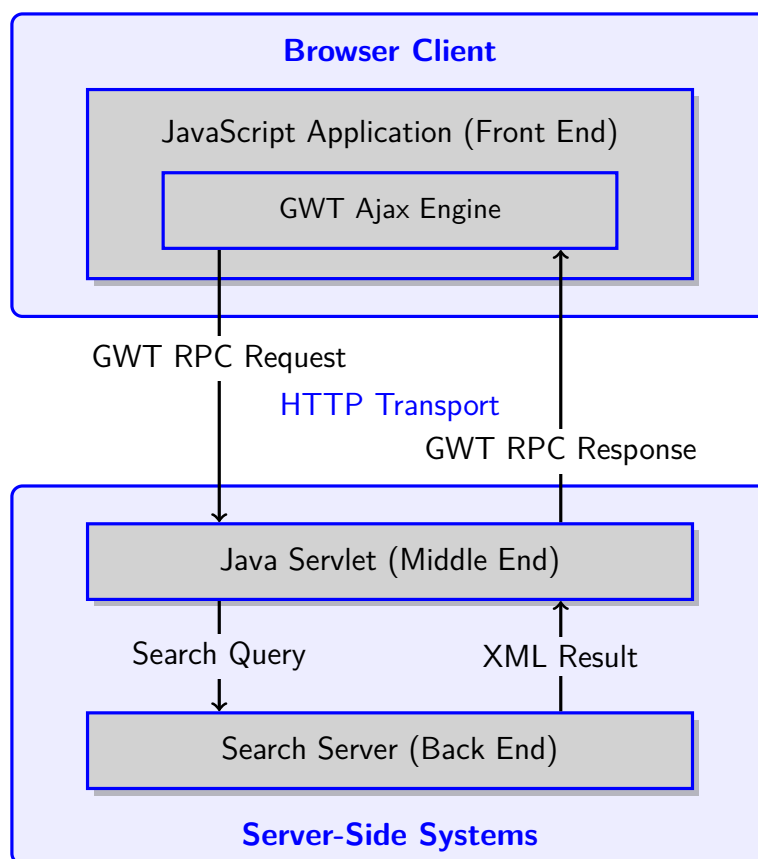 Browser Client
JavaScript Application (Front End)
GWT Ajax Engine
GWT RPC Request
HTTP Transport
GWT RPC Response
Java Servlet (Middle End)
Search Query
XML Result
Search Server (Back End)
Server-Side Systems